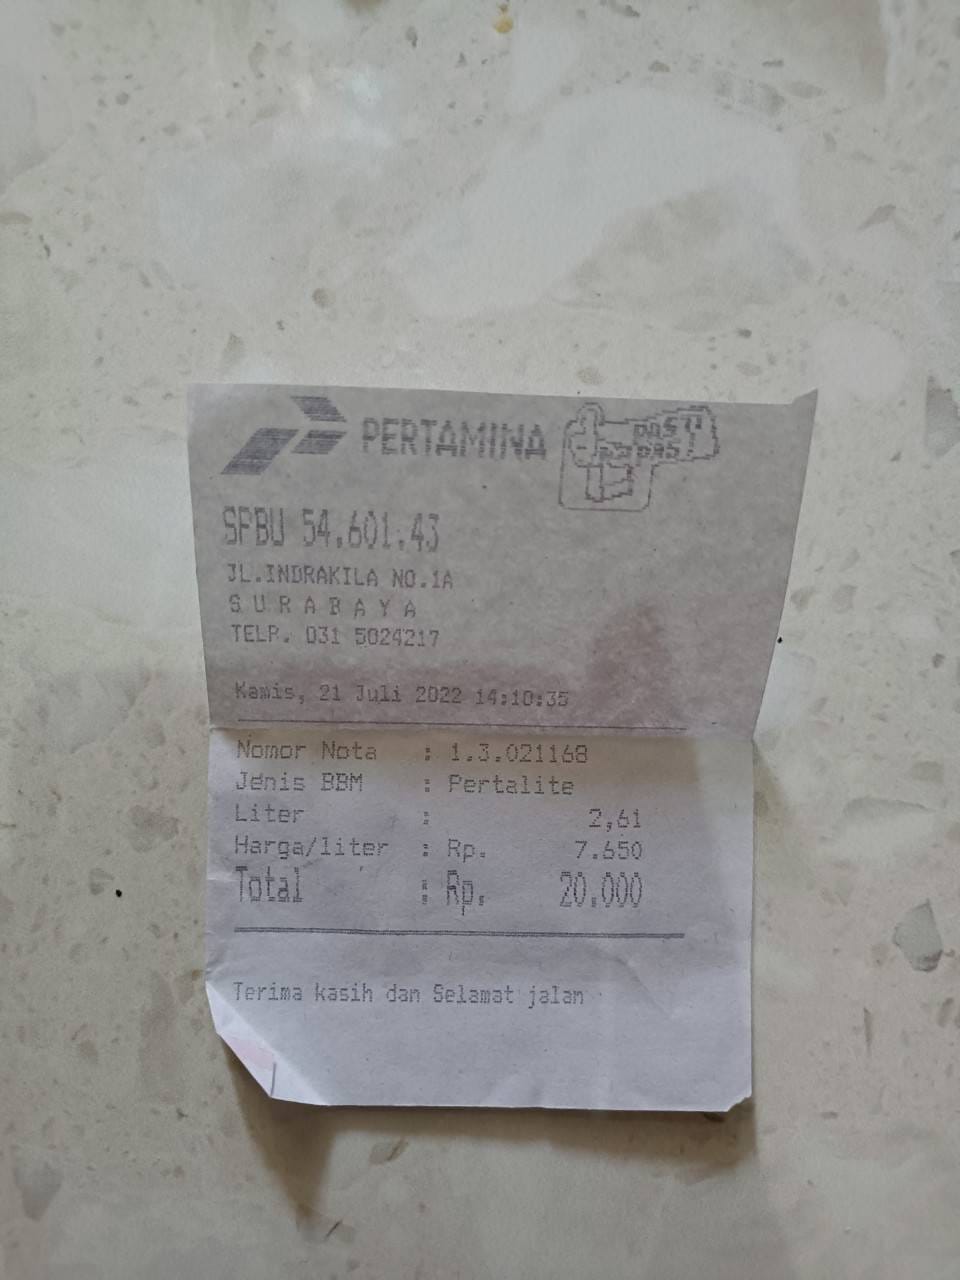 PERTAMINA PASTI PAS!
SPBU 54.601.43
JL.INDRAKILA NO.1A
S U R A B A Y A
TELP. 031 5024217
Kamis, 21 Juli 2022 14:10:35
Nomor Nota : 1.3.021168
Jenis BBM : Pertalite
Liter : 2,61
Harga/liter : Rp. 7.650
Total : Rp. 20.000
Terima kasih dan Selamat jalan